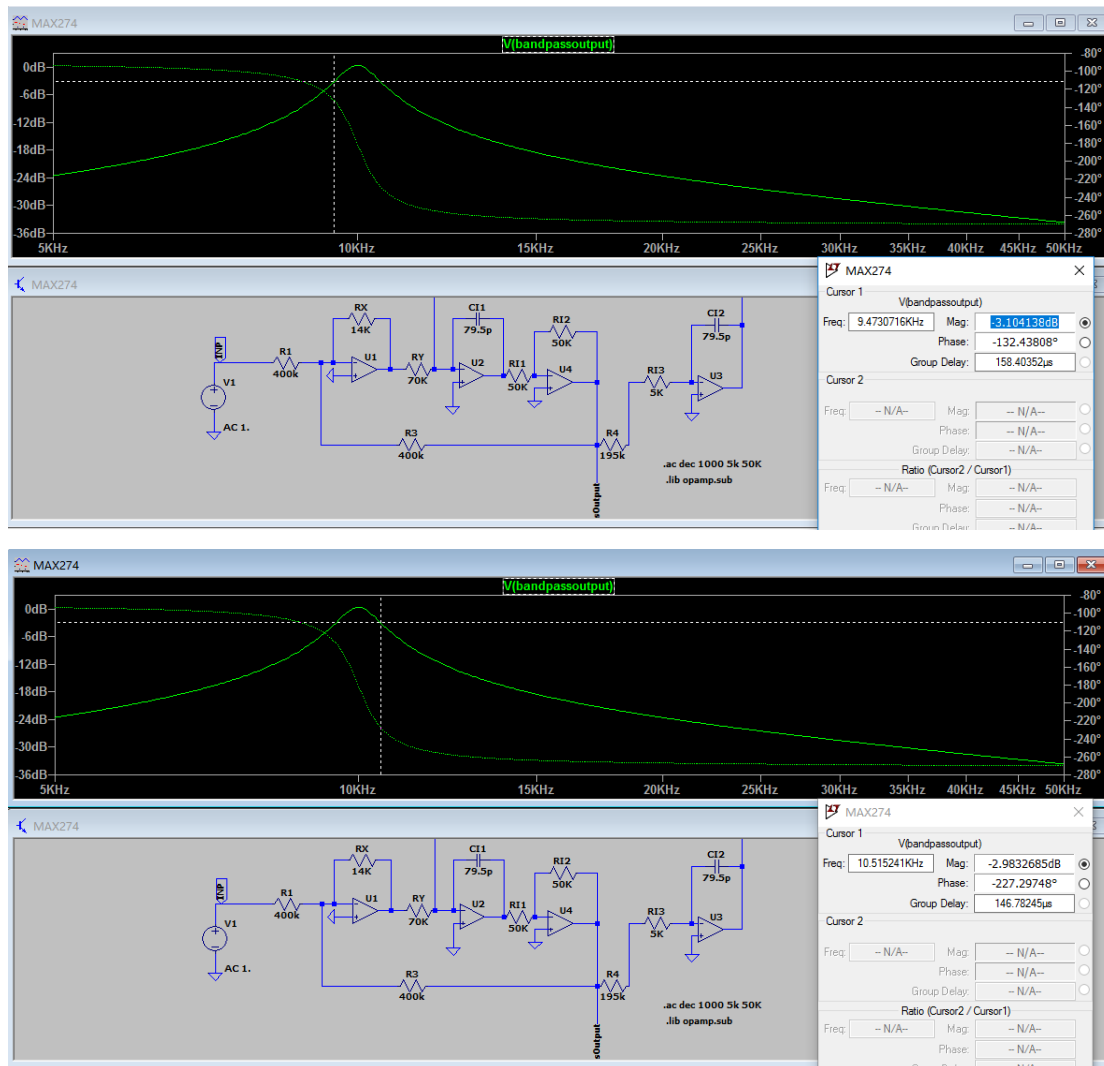 MAX274
V(bandpassoutput)
0dB
-6dB
-12dB
-18dB
-24dB
-30dB
-36dB
-80°
-100°
-120°
-140°
-160°
-180°
-200°
-220°
-240°
-260°
-280°
5KHz 10KHz 15KHz 20KHz 25KHz 30KHz 35KHz 40KHz 45KHz 50KHz
MAX274
RX
14K
CI1
79.5p
RI2
50K
CI2
79.5p
INP
R1
400k
U1
RY
70K
U2
RI1
50K
U4
RI3
5K
U3
V1
AC 1.
R3
400k
R4
195k
.ac dec 1000 5k 50K
.lib opamp.sub
sOutput
MAX274
Cursor 1
V(bandpassoutput)
Freq: 9.4730716KHz Mag: -3.104138dB
Phase: -132.43808°
Group Delay: 158.40352µs
Cursor 2
Freq: -- N/A-- Mag: -- N/A--
Phase: -- N/A--
Group Delay: -- N/A--
Ratio (Cursor2 / Cursor1)
Freq: -- N/A-- Mag: -- N/A--
Phase: -- N/A--
Group Delay: -- N/A--
MAX274
V(bandpassoutput)
0dB
-6dB
-12dB
-18dB
-24dB
-30dB
-36dB
-80°
-100°
-120°
-140°
-160°
-180°
-200°
-220°
-240°
-260°
-280°
5KHz 10KHz 15KHz 20KHz 25KHz 30KHz 35KHz 40KHz 45KHz 50KHz
MAX274
RX
14K
CI1
79.5p
RI2
50K
CI2
79.5p
INP
R1
400k
U1
RY
70K
U2
RI1
50K
U4
RI3
5K
U3
V1
AC 1.
R3
400k
R4
195k
.ac dec 1000 5k 50K
.lib opamp.sub
sOutput
MAX274
Cursor 1
V(bandpassoutput)
Freq: 10.515241KHz Mag: -2.9832685dB
Phase: -227.29748°
Group Delay: 146.78245µs
Cursor 2
Freq: -- N/A-- Mag: -- N/A--
Phase: -- N/A--
Group Delay: -- N/A--
Ratio (Cursor2 / Cursor1)
Freq: -- N/A-- Mag: -- N/A--
Phase: -- N/A--